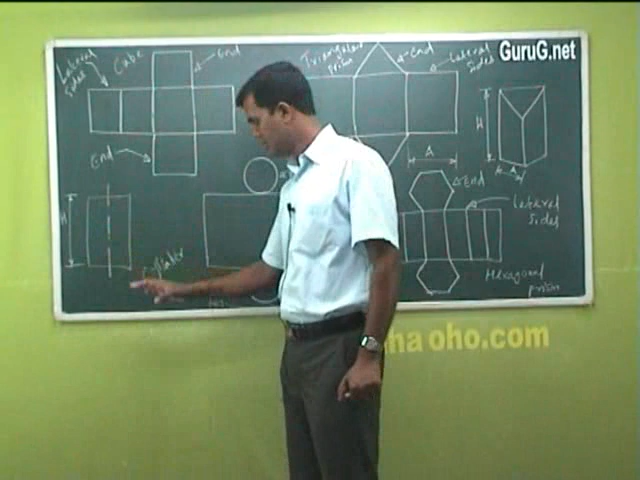 GuruG.net
Lateral
Sides
Cube
End
Triangular
prism
End
Lateral
Sides
H
A
End
A
End
Lateral
Sides
H
Cylinder
Hexagonal
prism
ha oho.com